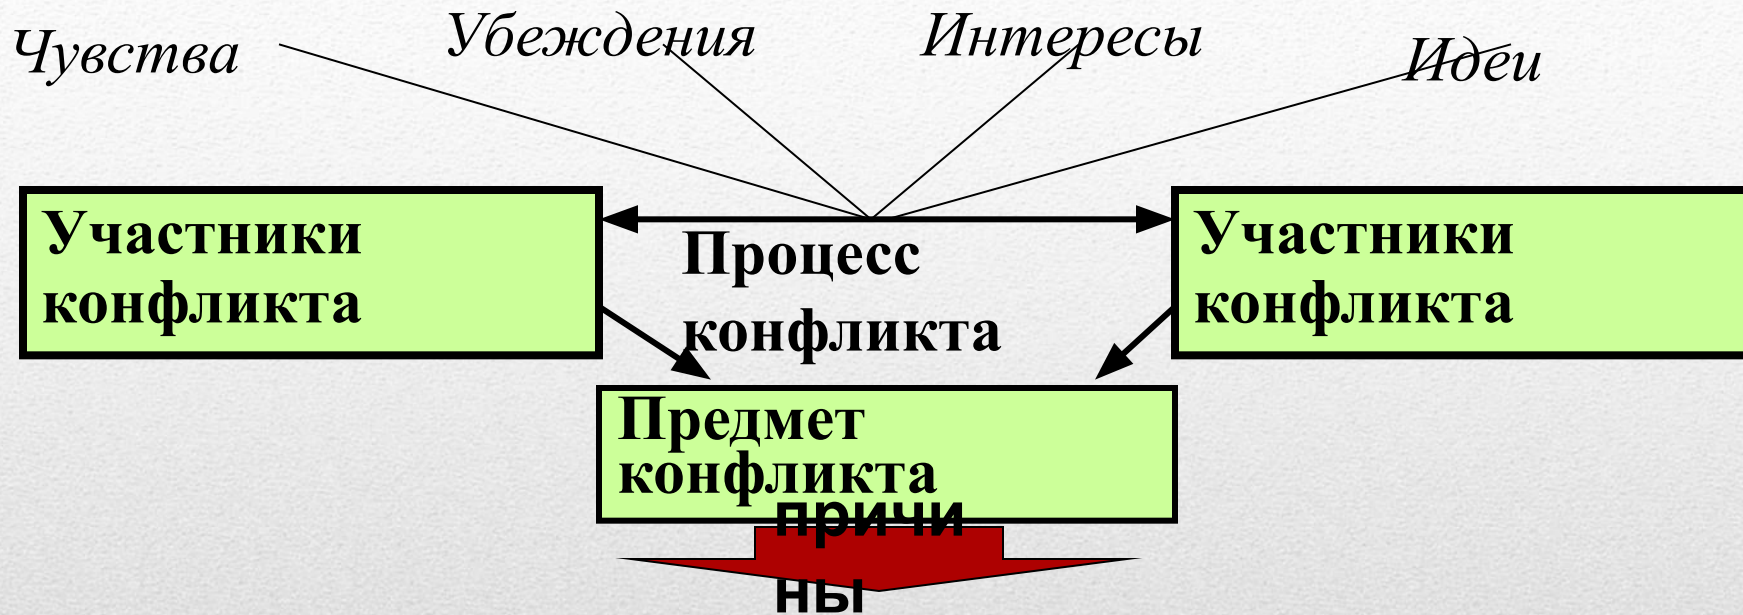 Чувства
Убеждения
Интересы
Идеи
Участники
конфликта
Процесс
конфликта
Участники
конфликта
Предмет
конфликта
причи
ны